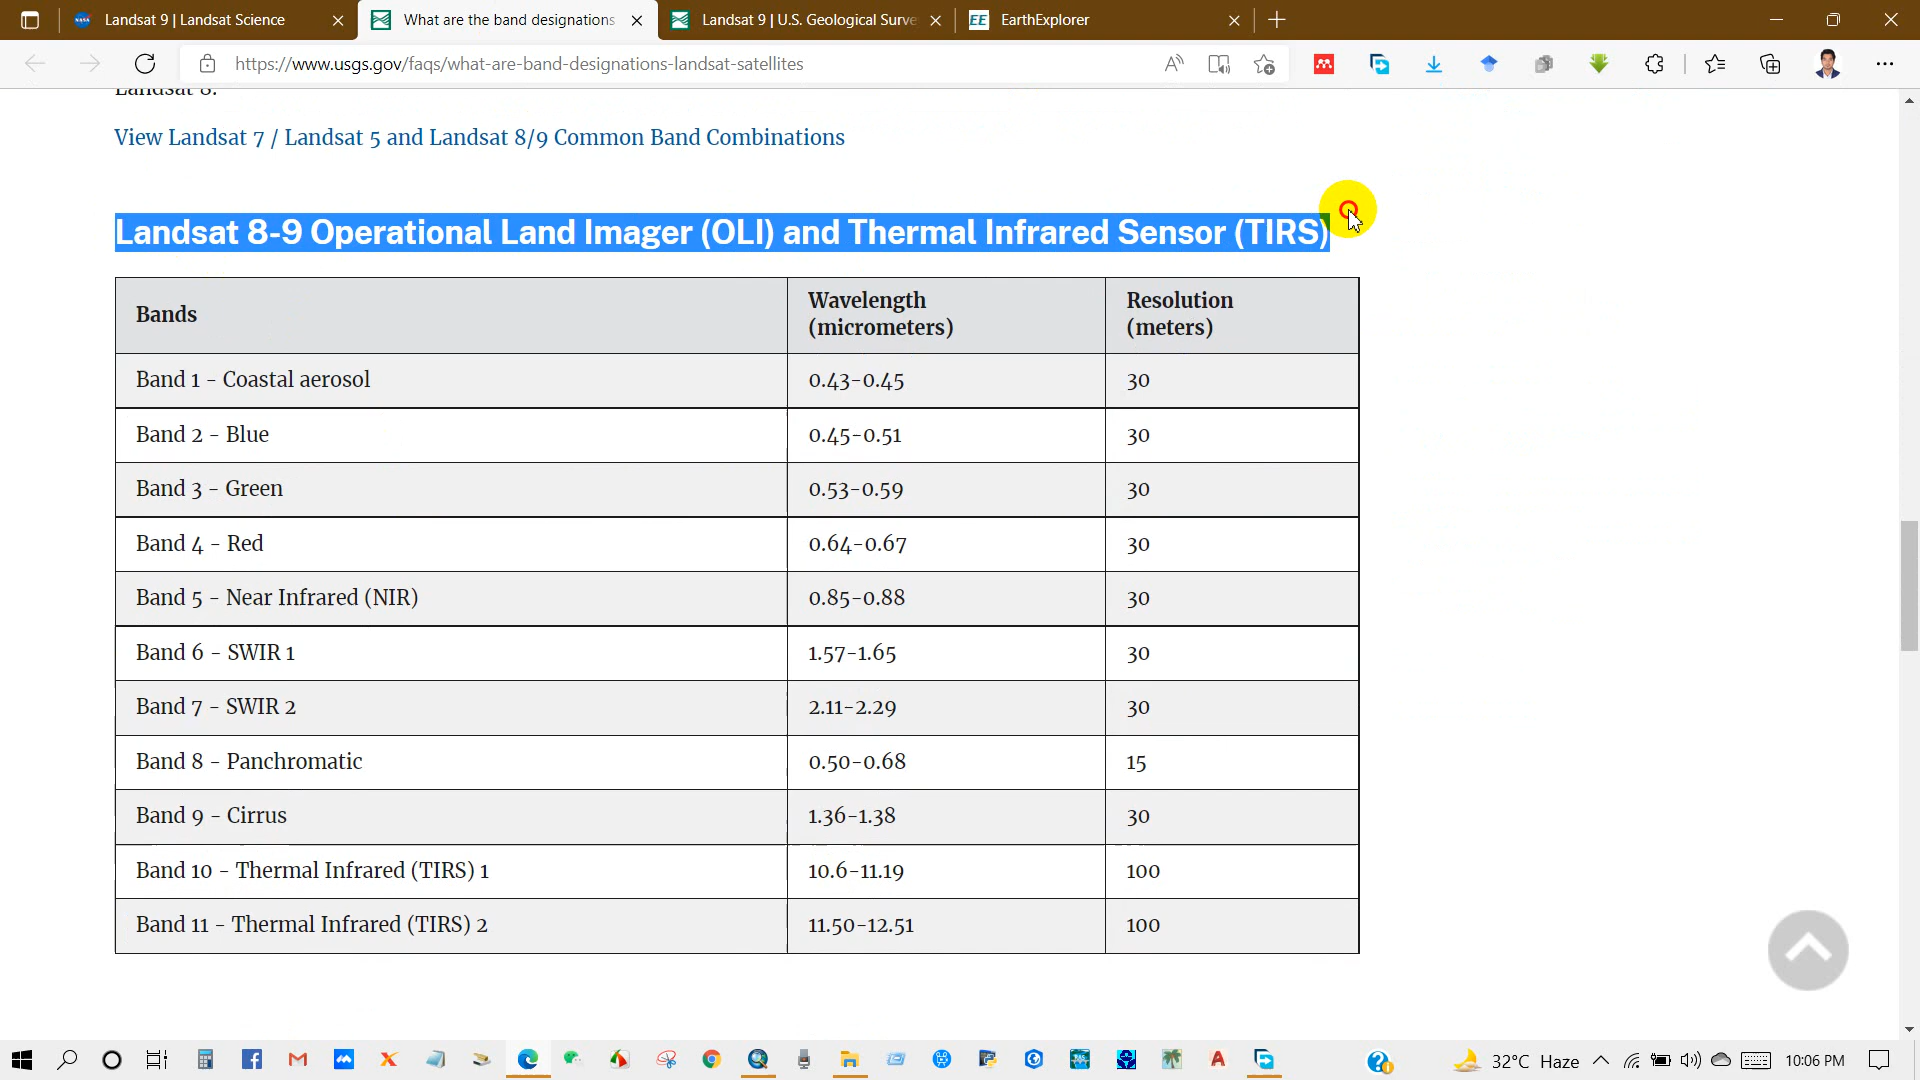 Landsat 9 | Landsat Science
What are the band designations
Landsat 9 | U.S. Geological Surve
EE EarthExplorer
https://www.usgs.gov/faqs/what-are-band-designations-landsat-satellites
Landsat 8.
View Landsat 7 / Landsat 5 and Landsat 8/9 Common Band Combinations
Landsat 8-9 Operational Land Imager (OLI) and Thermal Infrared Sensor (TIRS)
Bands Wavelength (micrometers) Resolution (meters)
Band 1 - Coastal aerosol 0.43-0.45 30
Band 2 - Blue 0.45-0.51 30
Band 3 - Green 0.53-0.59 30
Band 4 - Red 0.64-0.67 30
Band 5 - Near Infrared (NIR) 0.85-0.88 30
Band 6 - SWIR 1 1.57-1.65 30
Band 7 - SWIR 2 2.11-2.29 30
Band 8 - Panchromatic 0.50-0.68 15
Band 9 - Cirrus 1.36-1.38 30
Band 10 - Thermal Infrared (TIRS) 1 10.6-11.19 100
Band 11 - Thermal Infrared (TIRS) 2 11.50-12.51 100
32°C Haze 10:06 PM